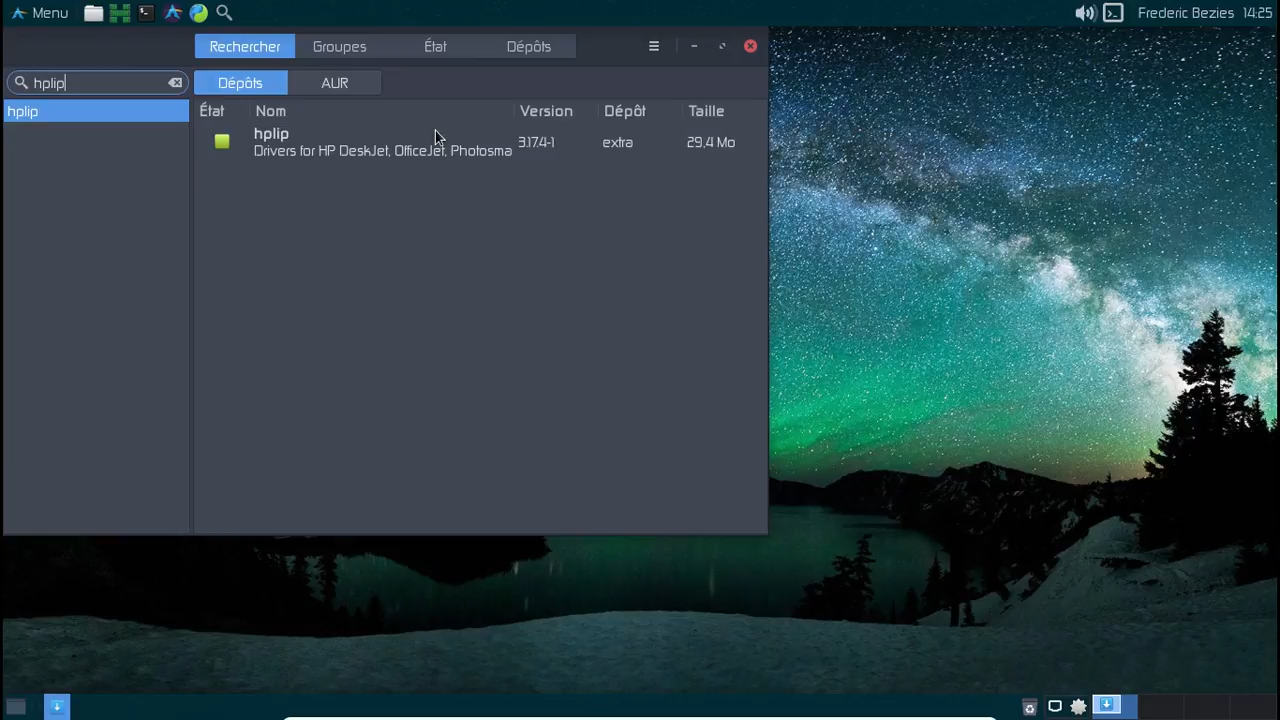 Menu
Frederic Bezies 14:25
Rechercher Groupes État Dépôts
hplip
Dépôts AUR
hplip
État Nom Version Dépôt Taille
hplip
Drivers for HP DeskJet, OfficeJet, Photosma 3.17.4-1 extra 29,4 Mo